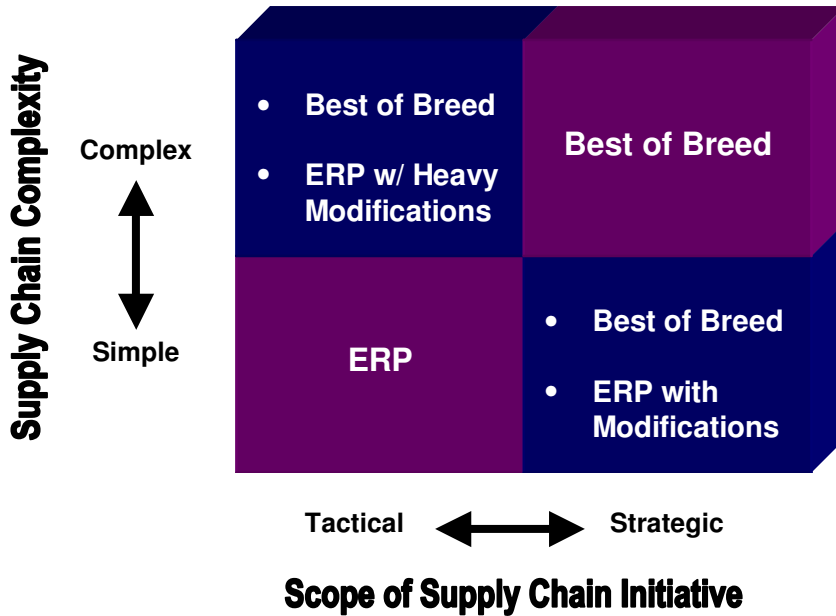 Supply Chain Complexity
Complex
Simple
• Best of Breed
• ERP w/ Heavy
Modifications
Best of Breed
ERP
• Best of Breed
• ERP with
Modifications
Tactical
Strategic
Scope of Supply Chain Initiative